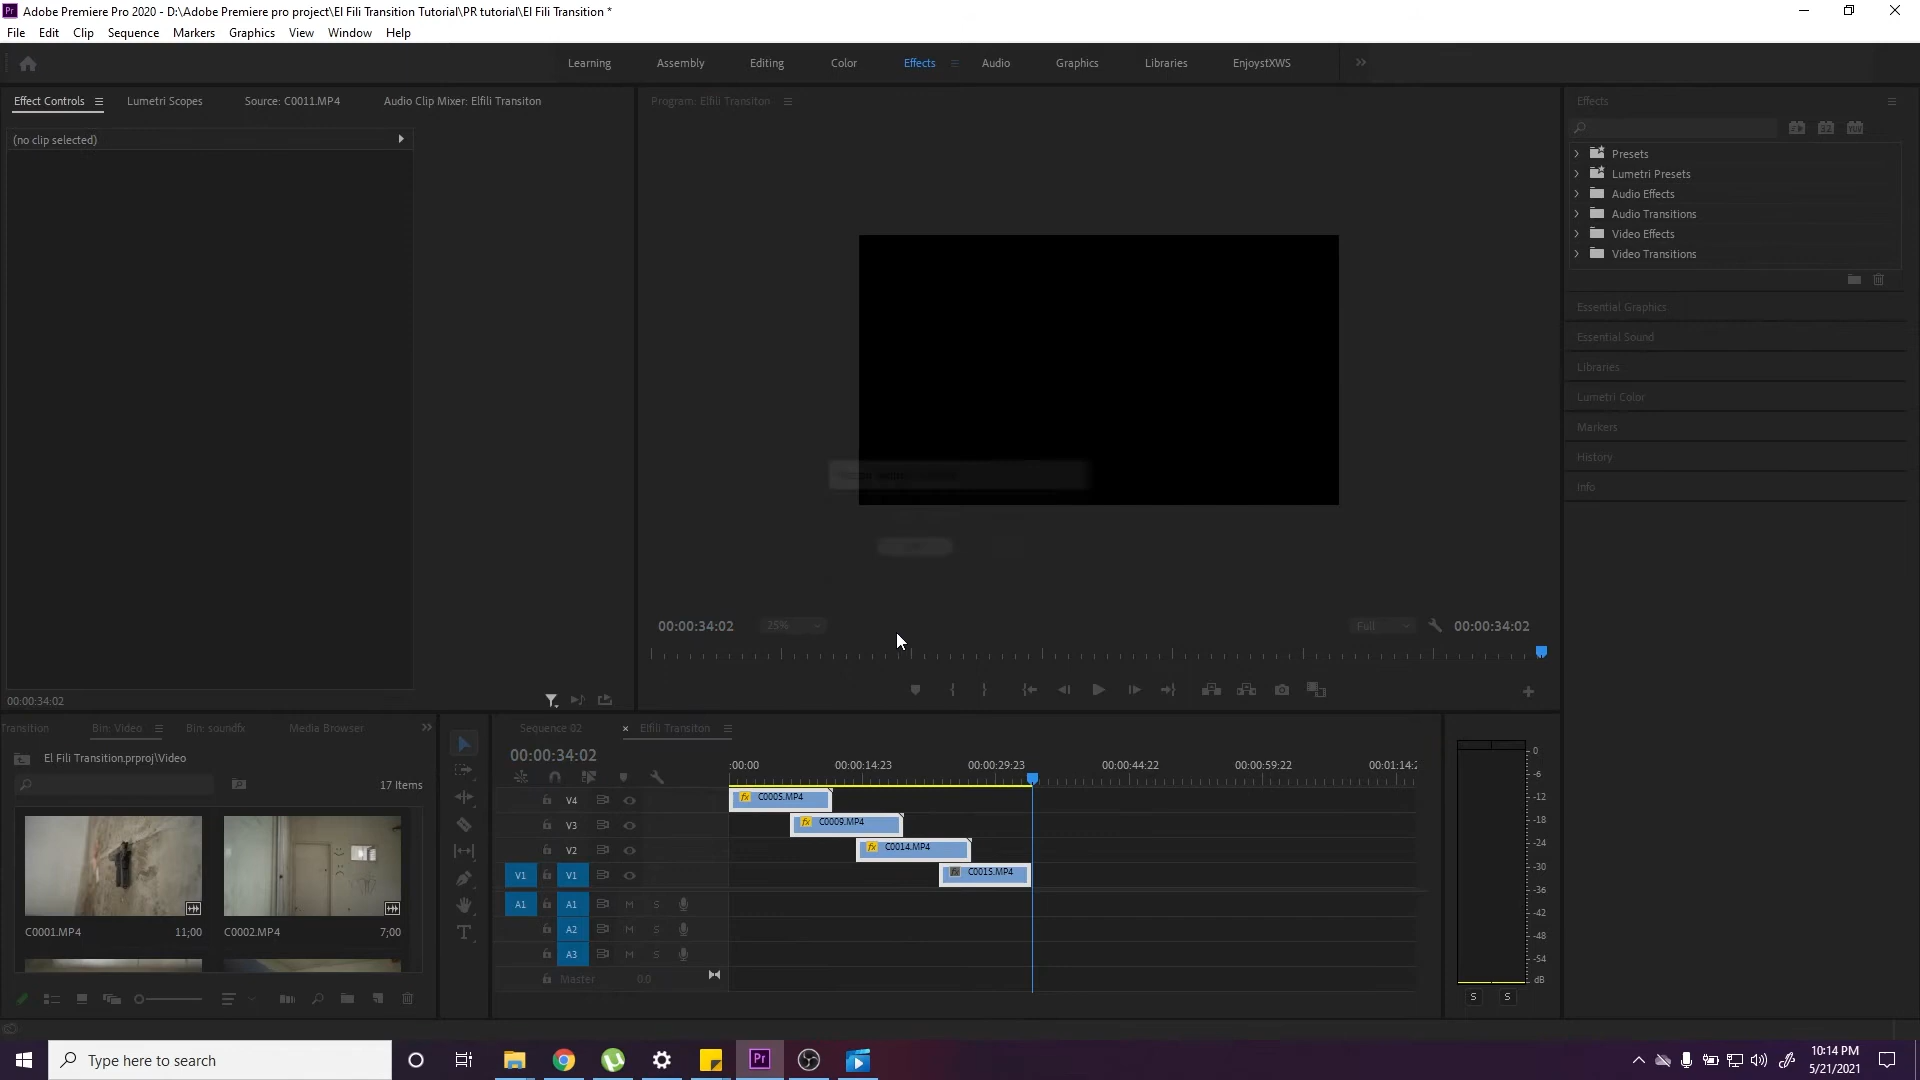 Adobe Premiere Pro 2020 - D:\Adobe Premiere pro project\El Fili Transition Tutorial\PR tutorial\El Fili Transition *
File Edit Clip Sequence Markers Graphics View Window Help
Learning Assembly Editing Color Effects Audio Graphics Libraries EnjoystXWS
Effect Controls Lumetri Scopes Source: C0011.MP4 Audio Clip Mixer: Elfili Transiton
Program: Elfili Transiton
Effects
(no clip selected)
Presets
Lumetri Presets
Audio Effects
Audio Transitions
Video Effects
Video Transitions
Essential Graphics
Essential Sound
Libraries
Lumetri Color
Markers
History
Info
00:00:34:02 25% Full 00:00:34:02
00:00:34:02
Transition Bin: Video Bin: soundfx Media Browser
El Fili Transition.prproj\Video
17 Items
C0001.MP4 11;00
C0002.MP4 7;00
Sequence 02 Elfili Transiton
00:00:34:02
:00:00 00:00:14:23 00:00:29:23 00:00:44:22 00:00:59:22 00:01:14:2
V4 C0005.MP4
V3 C0009.MP4
V2 C0014.MP4
V1 V1 C0015.MP4
A1 A1 M S
A2 M S
A3 M S
Master 0.0
0
-6
-12
-18
-24
-30
-36
-42
-48
-54
dB
S S
Type here to search
10:14 PM
5/21/2021